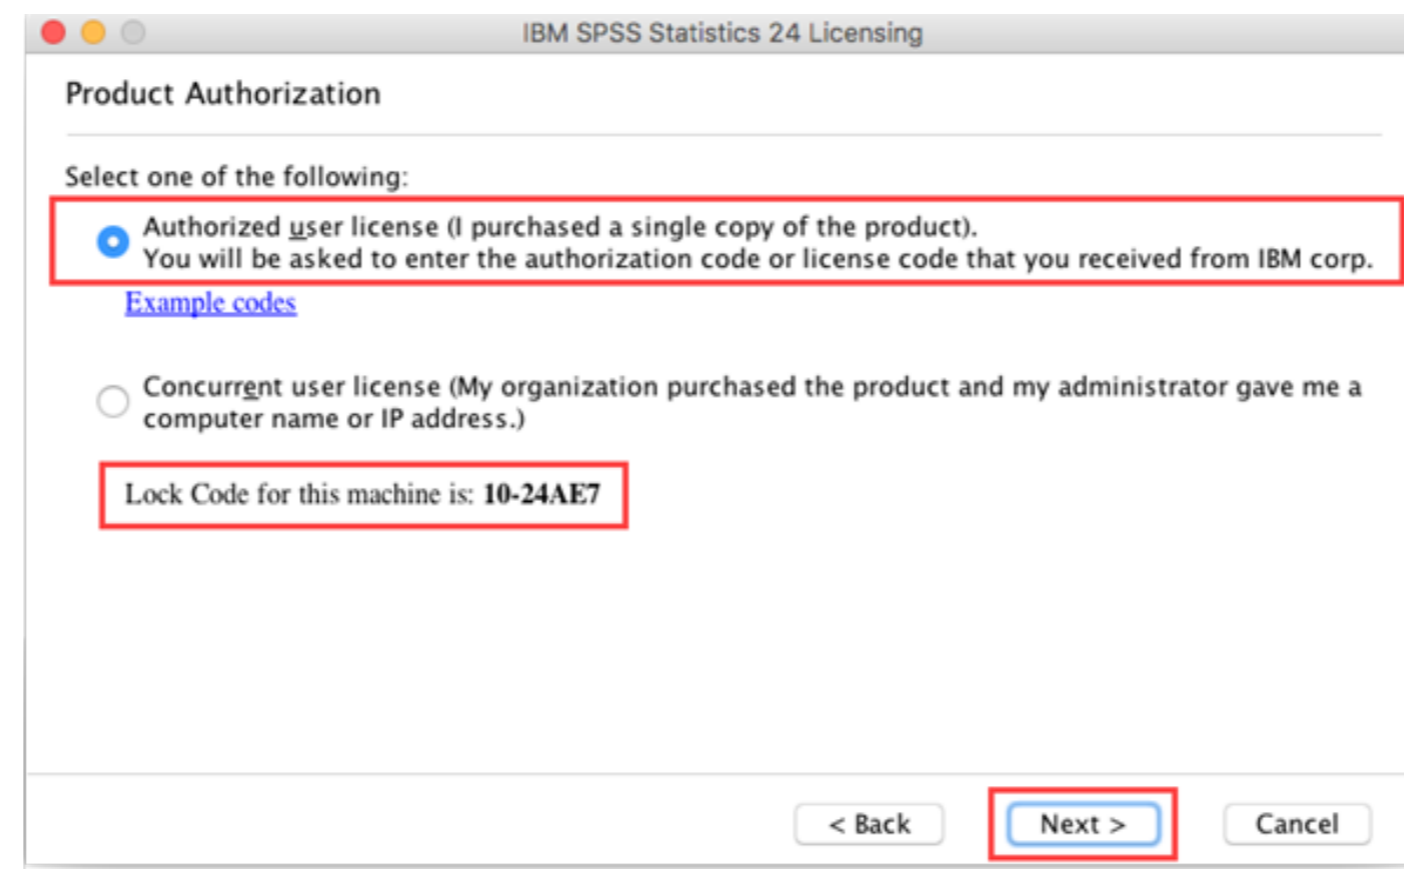 IBM SPSS Statistics 24 Licensing
Product Authorization
Select one of the following:
Authorized user license (I purchased a single copy of the product).
You will be asked to enter the authorization code or license code that you received from IBM corp.
Example codes
Concurrent user license (My organization purchased the product and my administrator gave me a
computer name or IP address.)
Lock Code for this machine is: 10-24AE7
< Back
Next >
Cancel